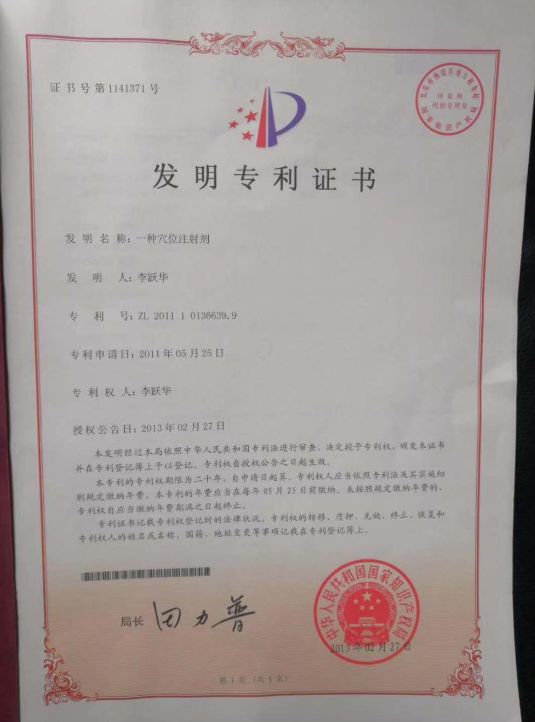 证书号第1141371号
发明专利证书
发明名称：一种穴位注射剂
发明人：李跃华
专利号：ZL 2011 1 0136639.9
专利申请日：2011年05月25日
专利权人：李跃华
授权公告日：2013年02月27日
本发明经过本局依照中华人民共和国专利法进行审查，决定授予专利权，颁发本证书
并在专利登记簿上予以登记。专利权自授权公告之日起生效。
本专利的专利权期限为二十年，自申请日起算。专利权人应当依照专利法及其实施细
则规定缴纳年费。本专利的年费应当在每年05月25日前缴纳。未按照规定缴纳年费的，
专利权自应当缴纳年费期满之日起终止。
专利证书记载专利权登记时的法律状况。专利权的转移、质押、无效、终止、恢复和
专利权人的姓名或名称、国籍、地址变更等事项记载在专利登记簿上。
局长
田力普
中华人民共和国国家知识产权局
2013年02月27日
第1页（共1页）